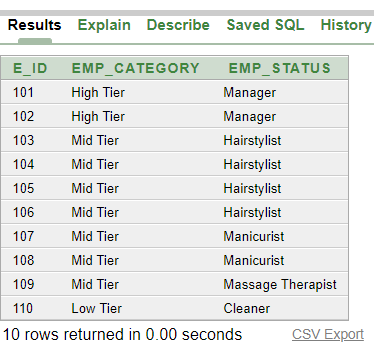 Results Explain Describe Saved SQL History
E_ID EMP_CATEGORY EMP_STATUS
101 High Tier Manager
102 High Tier Manager
103 Mid Tier Hairstylist
104 Mid Tier Hairstylist
105 Mid Tier Hairstylist
106 Mid Tier Hairstylist
107 Mid Tier Manicurist
108 Mid Tier Manicurist
109 Mid Tier Massage Therapist
110 Low Tier Cleaner
10 rows returned in 0.00 seconds CSV Export